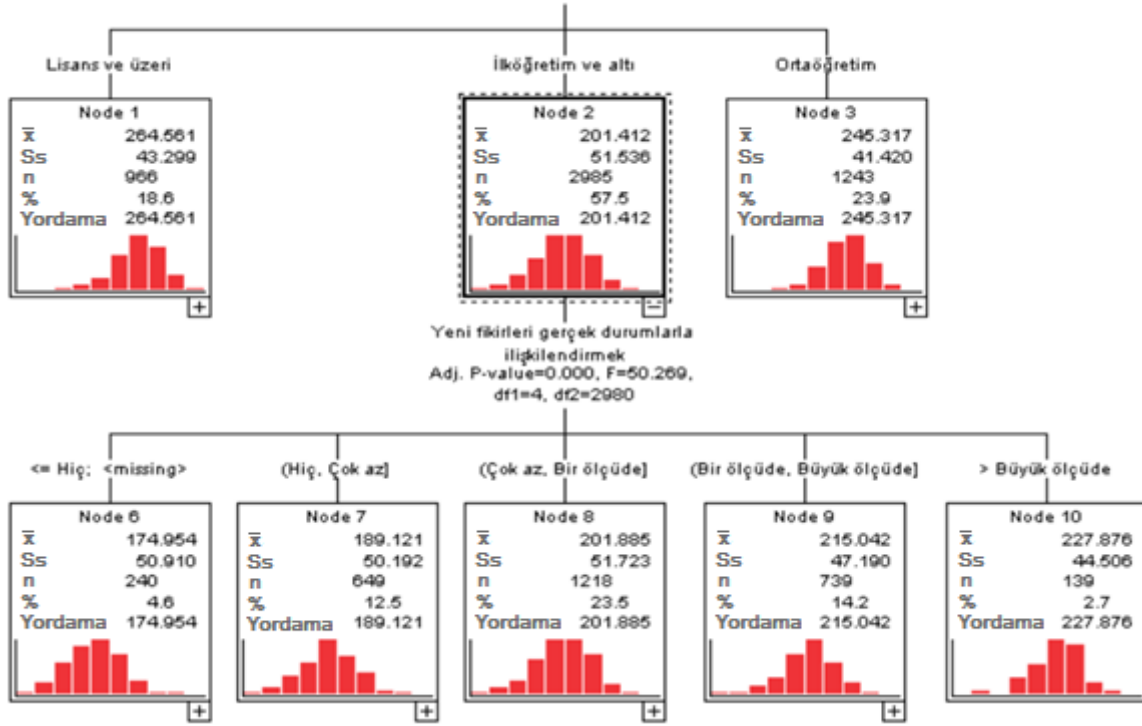 Lisans ve üzeri
İlköğretim ve altı
Ortaöğretim
Node 1
x̅ 264.561
Ss 43.299
n 966
% 18.6
Yordama 264.561
Node 2
x̅ 201.412
Ss 51.536
n 2985
% 57.5
Yordama 201.412
Node 3
x̅ 245.317
Ss 41.420
n 1243
% 23.9
Yordama 245.317
Yeni fikirleri gerçek durumlarla
ilişkilendirmek
Adj. P-value=0.000, F=50.269,
df1=4, df2=2980
<= Hiç; <missing>
(Hiç, Çok az]
(Çok az, Bir ölçüde]
(Bir ölçüde, Büyük ölçüde]
> Büyük ölçüde
Node 6
x̅ 174.954
Ss 50.910
n 240
% 4.6
Yordama 174.954
Node 7
x̅ 189.121
Ss 50.192
n 649
% 12.5
Yordama 189.121
Node 8
x̅ 201.885
Ss 51.723
n 1218
% 23.5
Yordama 201.885
Node 9
x̅ 215.042
Ss 47.190
n 739
% 14.2
Yordama 215.042
Node 10
x̅ 227.876
Ss 44.506
n 139
% 2.7
Yordama 227.876